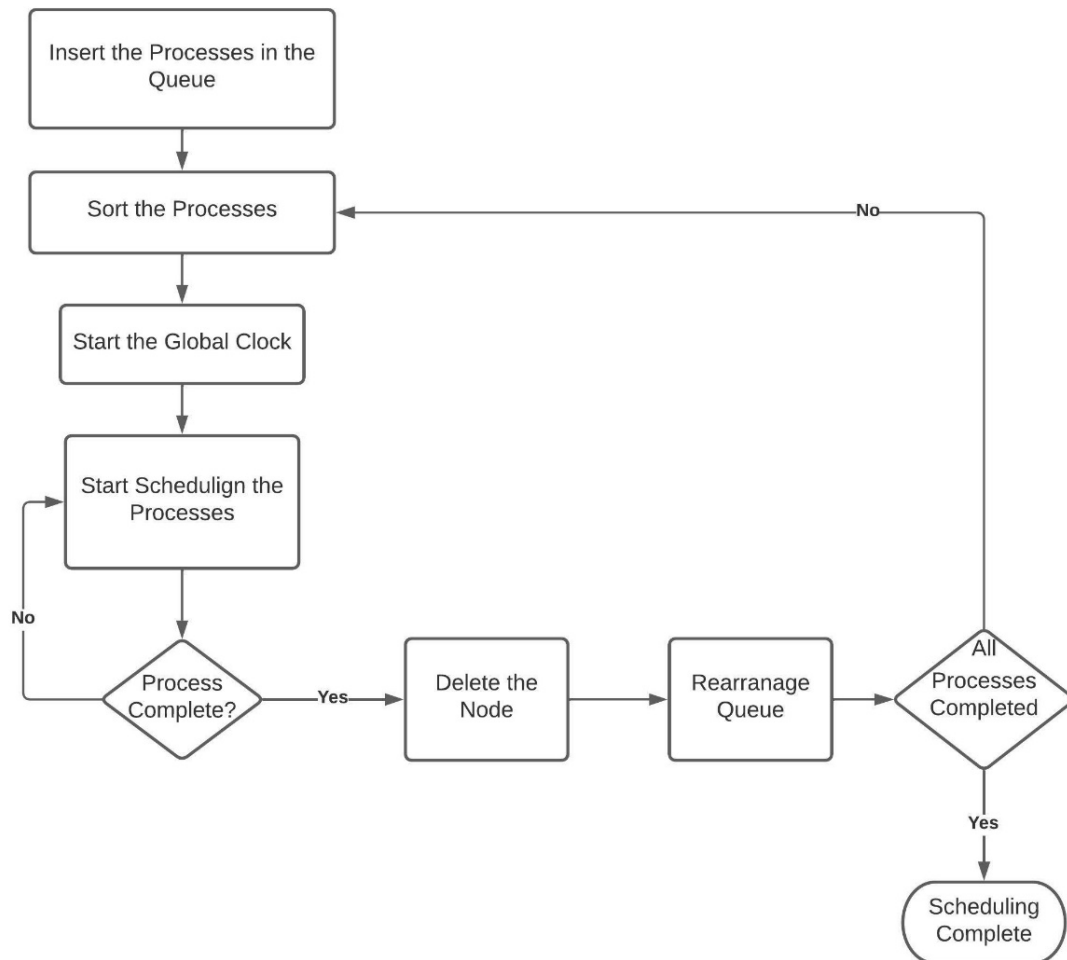 Insert the Processes in the
Queue
Sort the Processes
No
Start the Global Clock
Start Schedulign the
Processes
No
Process
Complete?
Yes
Delete the
Node
Rearranage
Queue
All
Processes
Completed
Yes
Scheduling
Complete